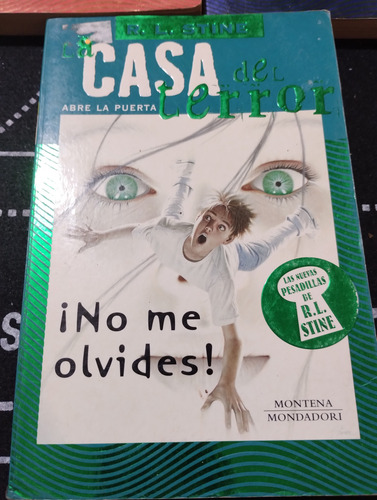 R. L. STINE
La
CASA del
terror
ABRE LA PUERTA
¡No me
olvides!
LAS NUEVAS
PESADILLAS
DE
R.L.
STINE
MONTENA
MONDADORI
S